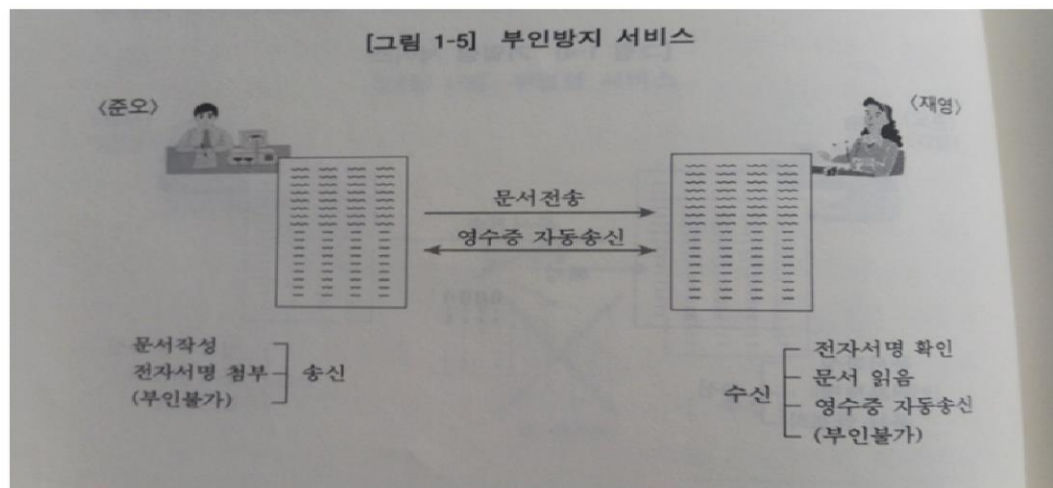 [그림 1-5] 부인방지 서비스
〈준오〉
〈재영〉
문서전송
영수증 자동송신
문서작성
전자서명 첨부
(부인불가)
송신
수신
전자서명 확인
문서 읽음
영수증 자동송신
(부인불가)